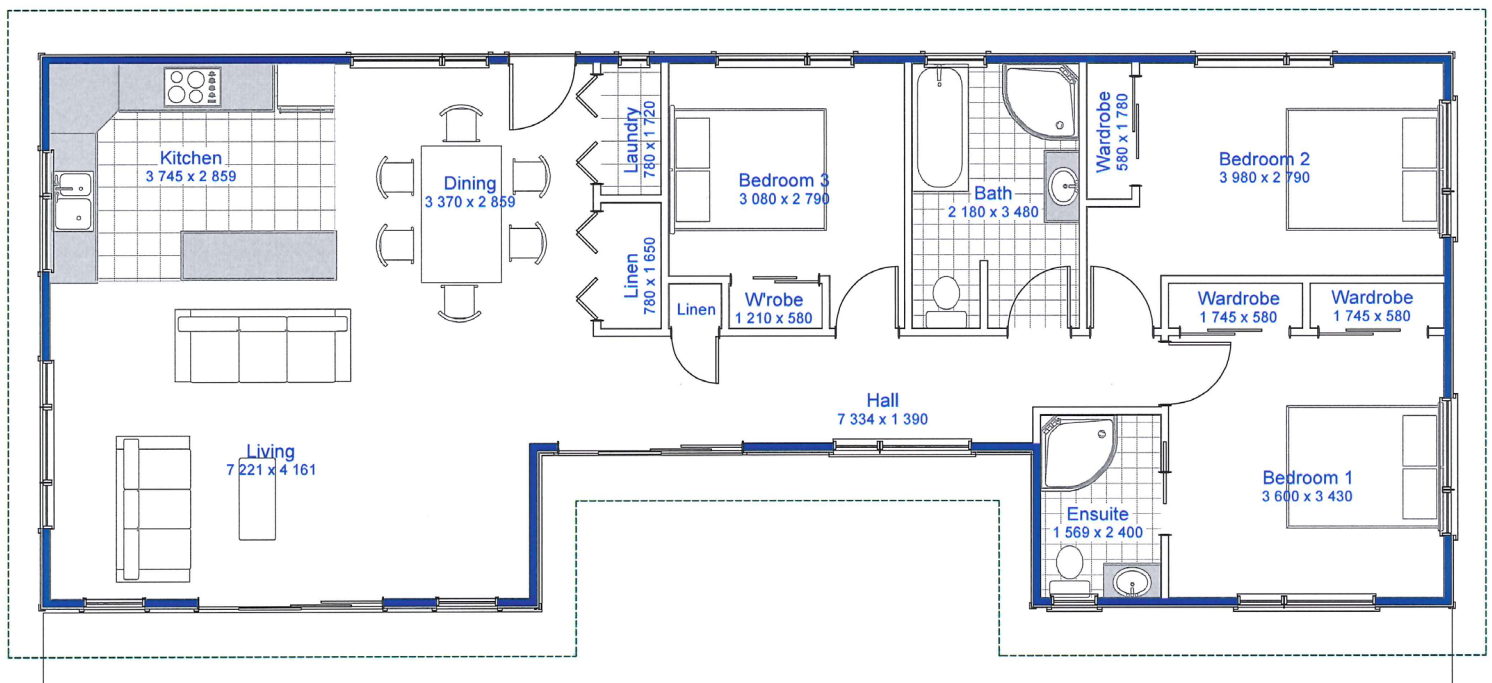 Kitchen
3 745 x 2 859
Dining
3 370 x 2 859
Laundry
780 x 1 720
Linen
780 x 1 650
Bedroom 3
3 080 x 2 790
Linen
W'robe
1 210 x 580
Bath
2 180 x 3 480
Wardrobe
580 x 1 780
Bedroom 2
3 980 x 2 790
Wardrobe
1 745 x 580
Wardrobe
1 745 x 580
Hall
7 334 x 1 390
Living
7 221 x 4 161
Ensuite
1 569 x 2 400
Bedroom 1
3 600 x 3 430